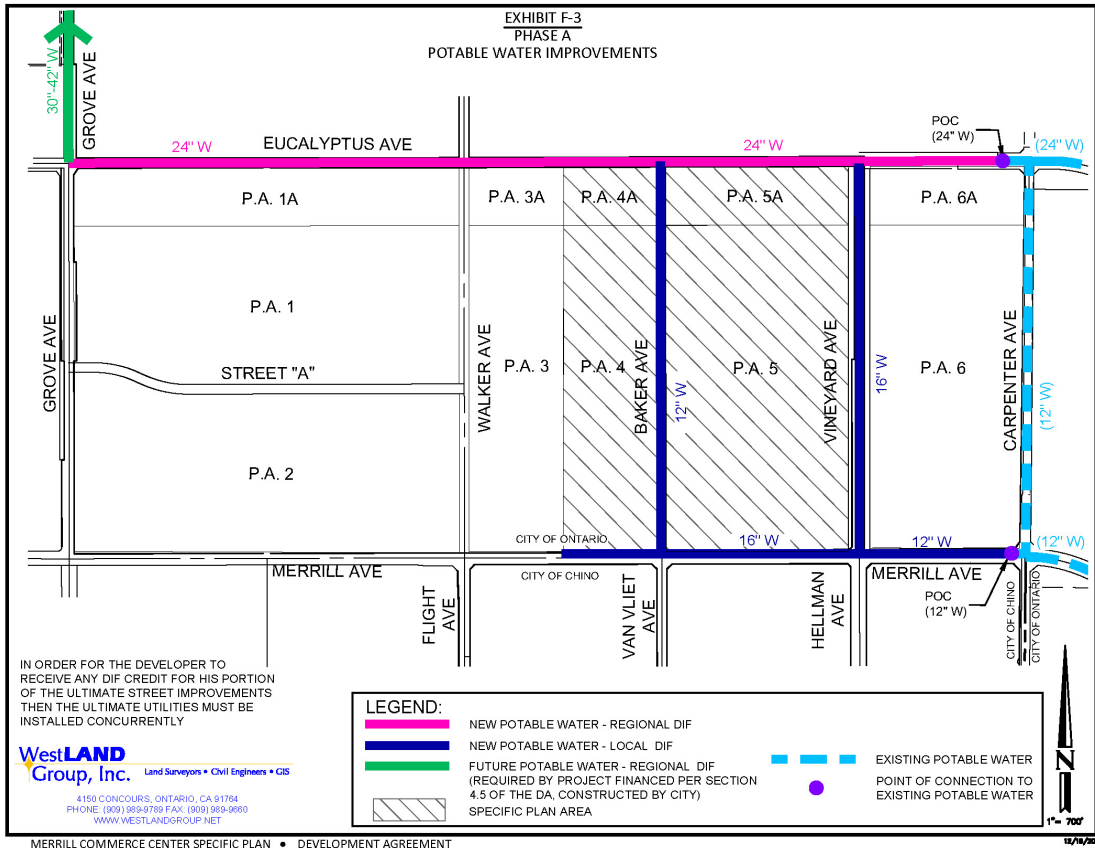 EXHIBIT F-3
PHASE A
POTABLE WATER IMPROVEMENTS
30"-42" W
GROVE AVE
24" W
EUCALYPTUS AVE
24" W
POC
(24" W)
(24" W)
P.A. 1A
P.A. 3A
P.A. 4A
P.A. 5A
P.A. 6A
P.A. 1
GROVE AVE
STREET "A"
WALKER AVE
P.A. 3
P.A. 4
BAKER AVE
12" W
P.A. 5
VINEYARD AVE
16" W
P.A. 6
CARPENTER AVE
(12" W)
P.A. 2
CITY OF ONTARIO
16" W
12" W
(12" W)
MERRILL AVE
CITY OF CHINO
MERRILL AVE
POC
(12" W)
FLIGHT
AVE
VAN VLIET
AVE
HELLMAN
AVE
CITY OF CHINO
CITY OF ONTARIO
IN ORDER FOR THE DEVELOPER TO
RECEIVE ANY DIF CREDIT FOR HIS PORTION
OF THE ULTIMATE STREET IMPROVEMENTS
THEN THE ULTIMATE UTILITIES MUST BE
INSTALLED CONCURRENTLY
WestLAND
Group, Inc.
Land Surveyors • Civil Engineers • GIS
4150 CONCOURS, ONTARIO, CA 91764
PHONE: (909) 989-9789 FAX: (909) 989-9660
WWW.WESTLANDGROUP.NET
LEGEND:
NEW POTABLE WATER - REGIONAL DIF
NEW POTABLE WATER - LOCAL DIF
FUTURE POTABLE WATER - REGIONAL DIF
(REQUIRED BY PROJECT FINANCED PER SECTION
4.5 OF THE DA, CONSTRUCTED BY CITY)
SPECIFIC PLAN AREA
EXISTING POTABLE WATER
POINT OF CONNECTION TO
EXISTING POTABLE WATER
N
1"= 700'
MERRILL COMMERCE CENTER SPECIFIC PLAN • DEVELOPMENT AGREEMENT